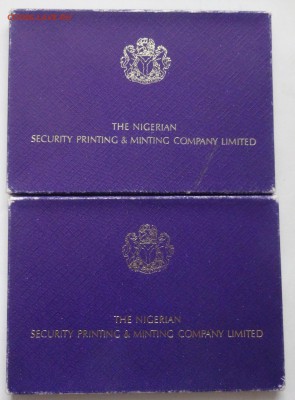 THE NIGERIAN
SECURITY PRINTING & MINTING COMPANY LIMITED
THE NIGERIAN
SECURITY PRINTING & MINTING COMPANY LIMITED